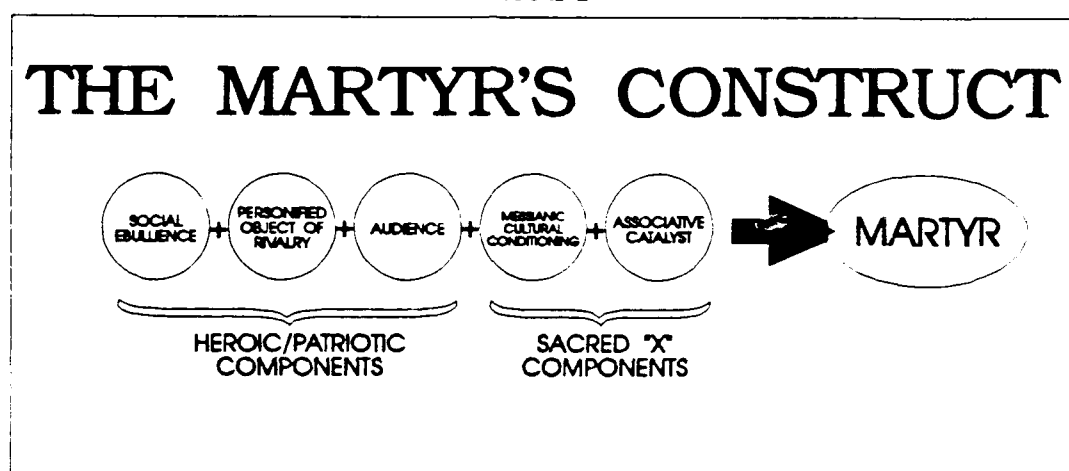 THE MARTYR'S CONSTRUCT
SOCIAL
EBULLIENCE
+
PERSONIFIED
OBJECT OF
RIVALRY
+
AUDIENCE
+
MESSIANIC
CULTURAL
CONDITIONING
+
ASSOCIATIVE
CATALYST
MARTYR
HEROIC/PATRIOTIC
COMPONENTS
SACRED "X"
COMPONENTS